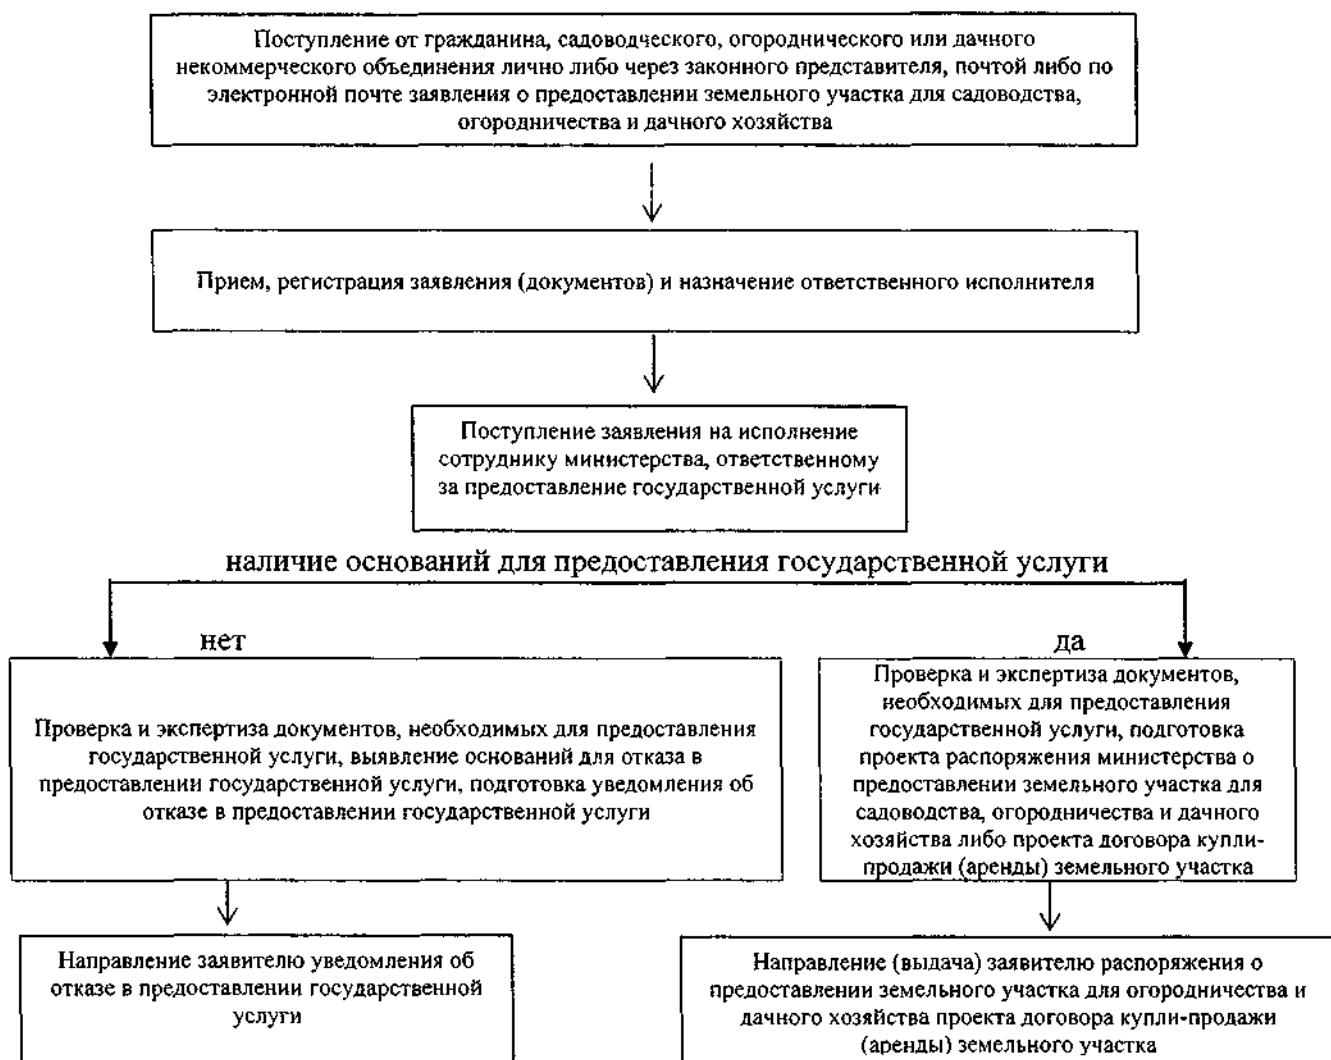 Поступление от гражданина, садоводческого, огороднического или дачного
некоммерческого объединения лично либо через законного представителя, почтой либо по
электронной почте заявления о предоставлении земельного участка для садоводства,
огородничества и дачного хозяйства
Прием, регистрация заявления (документов) и назначение ответственного исполнителя
Поступление заявления на исполнение
сотруднику министерства, ответственному
за предоставление государственной услуги
наличие оснований для предоставления государственной услуги
нет
да
Проверка и экспертиза документов, необходимых для предоставления
государственной услуги, выявление оснований для отказа в
предоставлении государственной услуги, подготовка уведомления об
отказе в предоставлении государственной услуги
Проверка и экспертиза документов,
необходимых для предоставления
государственной услуги, подготовка
проекта распоряжения министерства о
предоставлении земельного участка для
садоводства, огородничества и дачного
хозяйства либо проекта договора купли-
продажи (аренды) земельного участка
Направление заявителю уведомления об
отказе в предоставлении государственной
услуги
Направление (выдача) заявителю распоряжения о
предоставлении земельного участка для огородничества и
дачного хозяйства проекта договора купли-продажи
(аренды) земельного участка